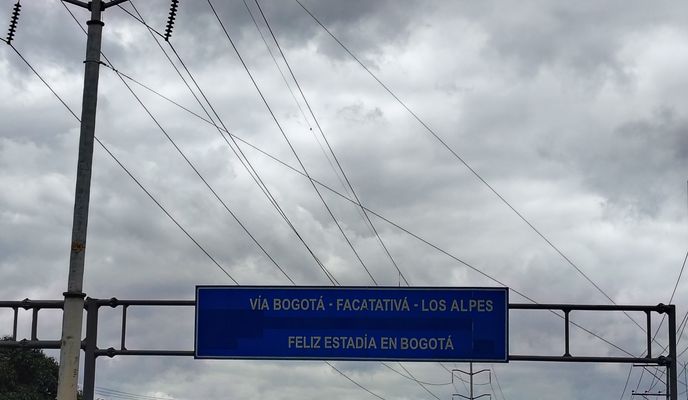 VÍA BOGOTÁ - FACATATIVÁ - LOS ALPES
FELIZ ESTADÍA EN BOGOTÁ